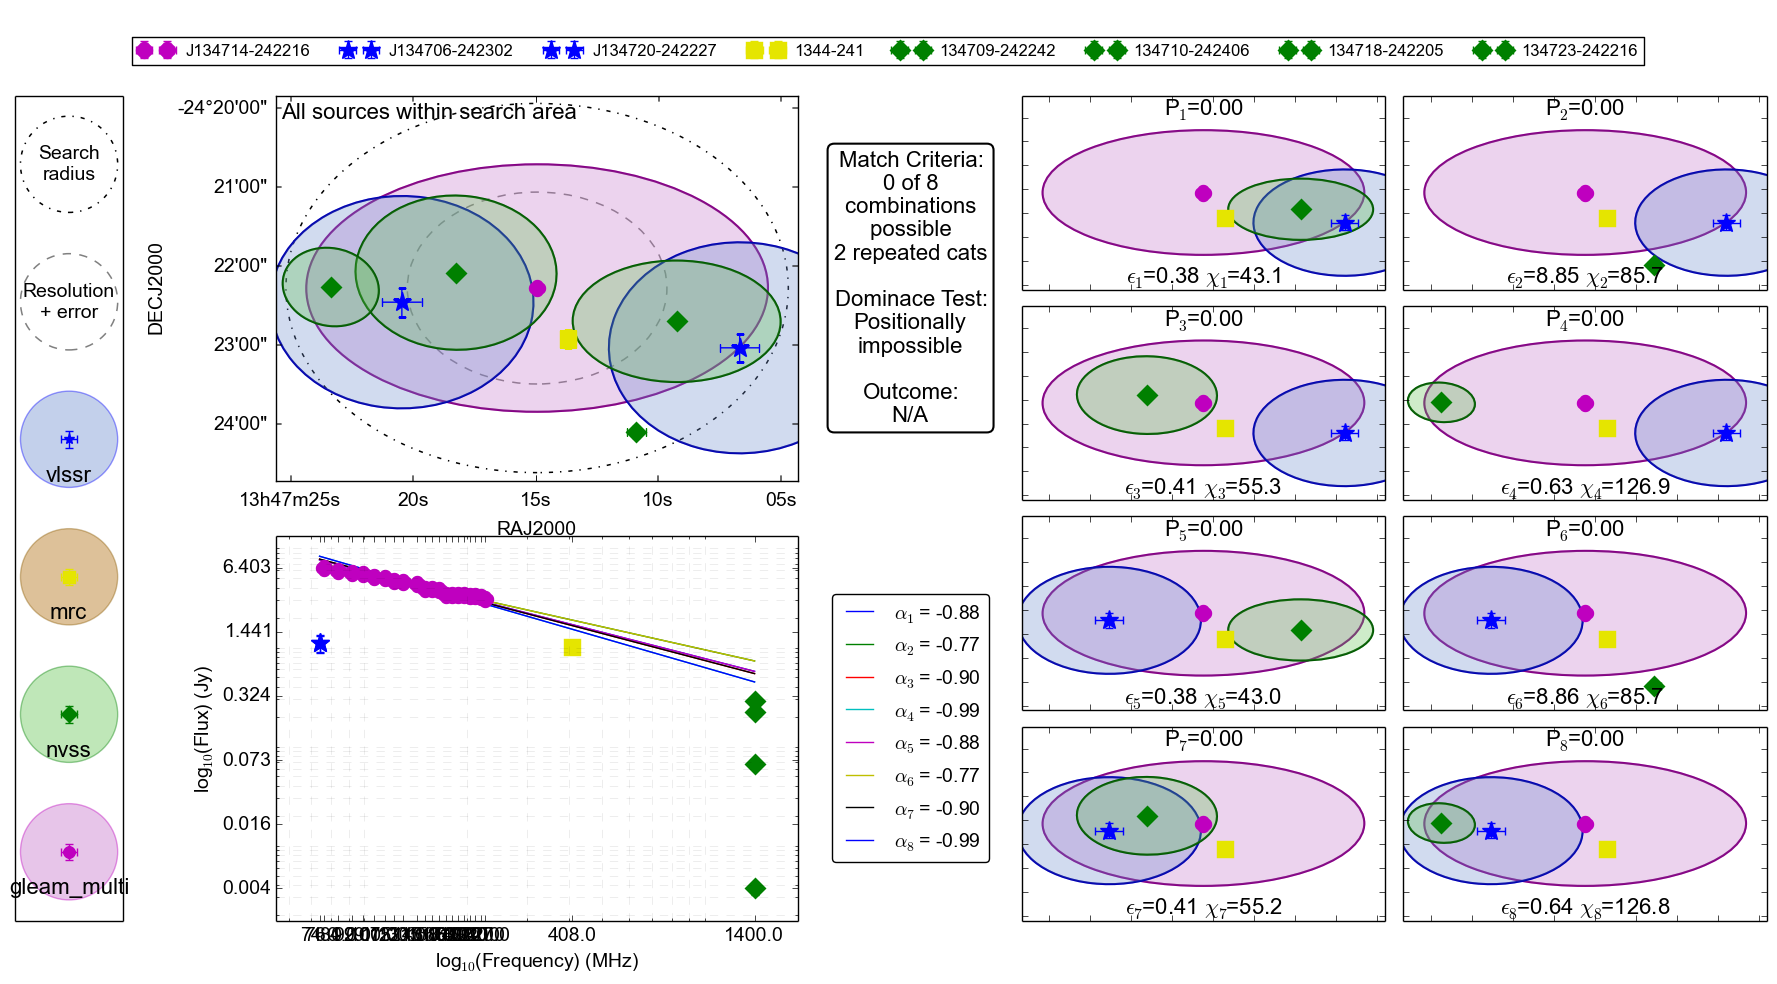 J134714-242216 J134706-242302 J134720-242227 1344-241 134709-242242 134710-242406 134718-242205 134723-242216
Search
radius
Resolution
+ error
vlssr
mrc
nvss
gleam_multi
All sources within search area
-24°20'00"
21'00"
22'00"
23'00"
24'00"
DECJ2000
13h47m25s 20s 15s 10s 05s
RAJ2000
Match Criteria:
0 of 8
combinations
possible
2 repeated cats
Dominace Test:
Positionally
impossible
Outcome:
N/A
6.403
1.441
0.324
0.073
0.016
0.004
log10(Flux) (Jy)
408.0 1400.0
log10(Frequency) (MHz)
α1 = -0.88
α2 = -0.77
α3 = -0.90
α4 = -0.99
α5 = -0.88
α6 = -0.77
α7 = -0.90
α8 = -0.99
P1=0.00
ϵ1=0.38 χ1=43.1
P2=0.00
ϵ2=8.85 χ2=85.7
P3=0.00
ϵ3=0.41 χ3=55.3
P4=0.00
ϵ4=0.63 χ4=126.9
P5=0.00
ϵ5=0.38 χ5=43.0
P6=0.00
ϵ6=8.86 χ6=85.7
P7=0.00
ϵ7=0.41 χ7=55.2
P8=0.00
ϵ8=0.64 χ8=126.8